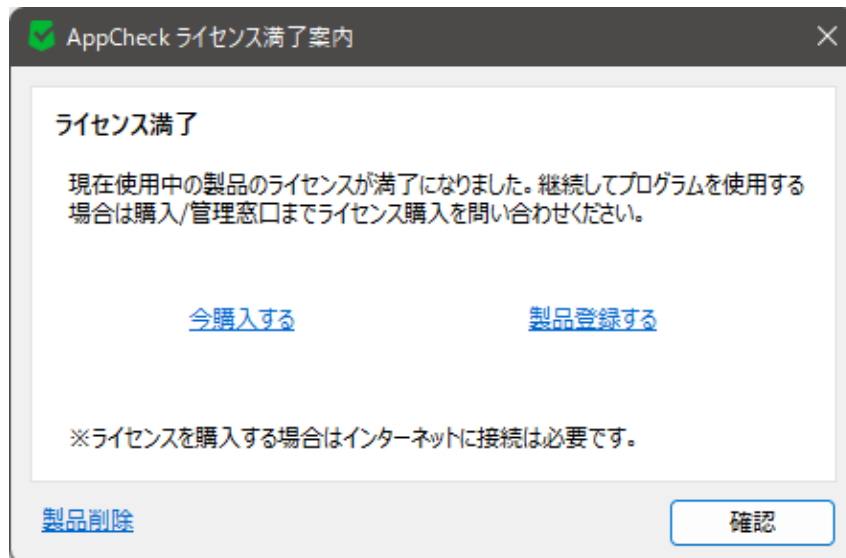 AppCheck ライセンス満了案内
ライセンス満了
現在使用中の製品のライセンスが満了になりました。継続してプログラムを使用する
場合は購入/管理窓口までライセンス購入を問い合わせください。
今購入する 製品登録する
※ライセンスを購入する場合はインターネットに接続は必要です。
製品削除 確認